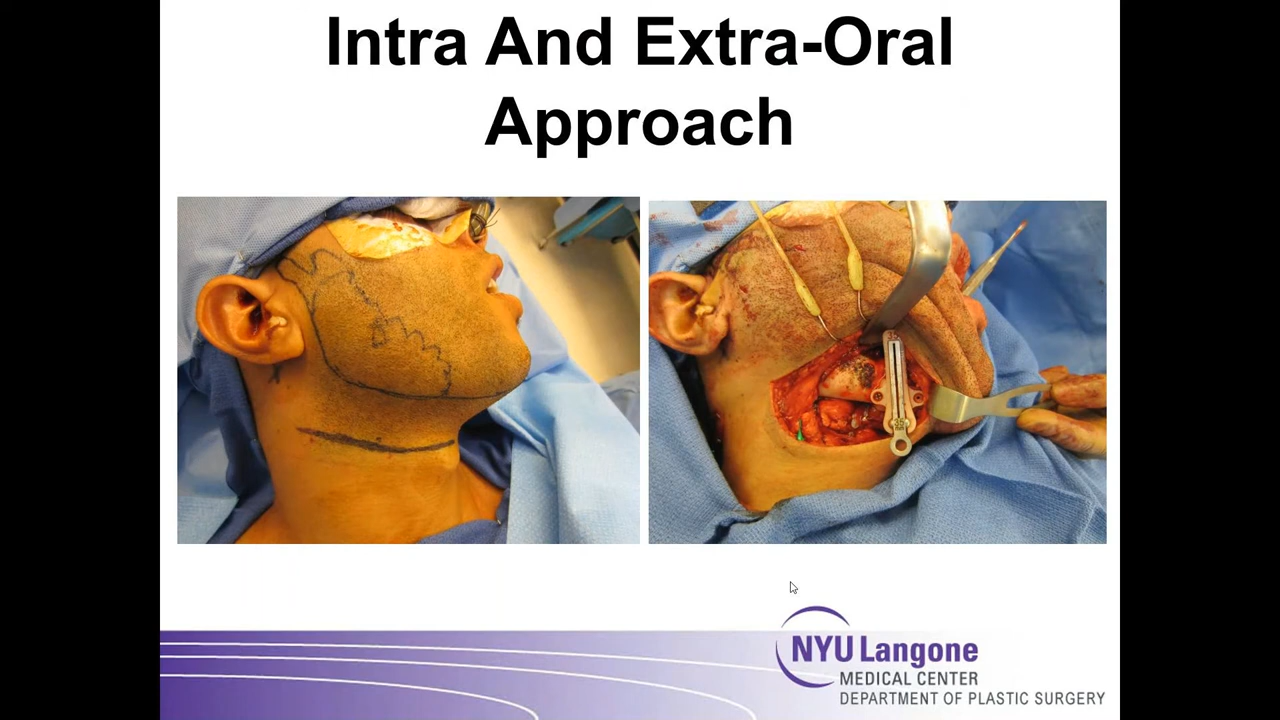 Intra And Extra-Oral
Approach
NYU Langone
MEDICAL CENTER
DEPARTMENT OF PLASTIC SURGERY